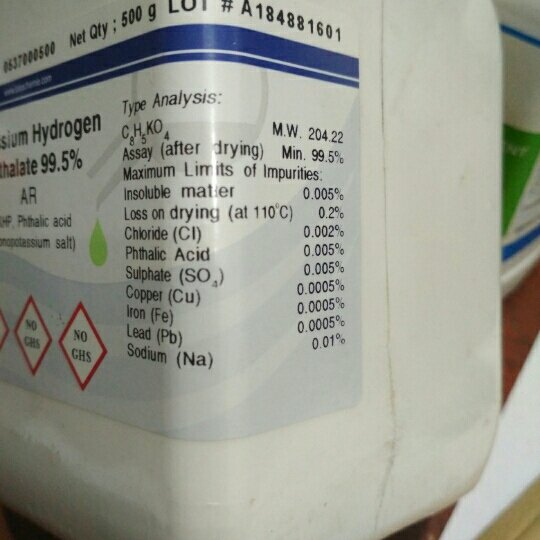 0637000500 Net Qty ; 500 g LOT # A184881601
ssium Hydrogen
thalate 99.5%
AR
KHP, Phthalic acid
onopotassium salt)
NO
GHS
NO
GHS
Type Analysis:
C8H5KO4 M.W. 204.22
Assay (after drying) Min. 99.5%
Maximum Limits of Impurities:
Insoluble matter 0.005%
Loss on drying (at 110°C) 0.2%
Chloride (Cl) 0.002%
Phthalic Acid 0.005%
Sulphate (SO4) 0.005%
Copper (Cu) 0.0005%
Iron (Fe) 0.0005%
Lead (Pb) 0.0005%
Sodium (Na) 0.01%